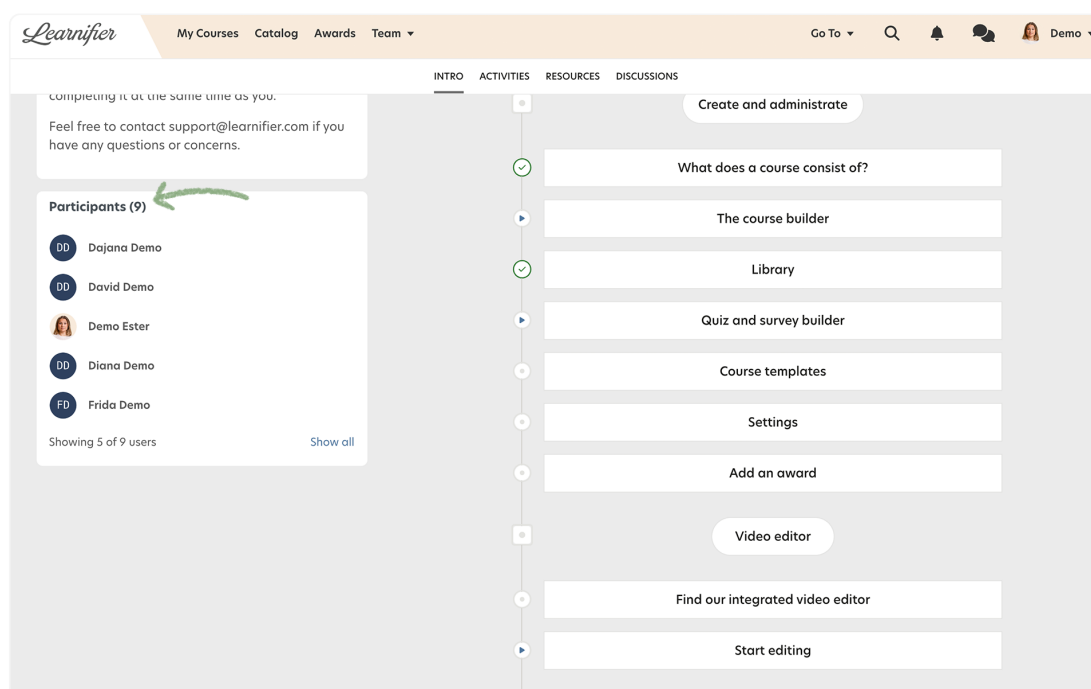 Learnifier
My Courses
Catalog
Awards
Team
Go To
Demo
INTRO
ACTIVITIES
RESOURCES
DISCUSSIONS
completing it at the same time as you.
Feel free to contact support@learnifier.com if you
have any questions or concerns.
Participants (9)
DD Dajana Demo
DD David Demo
Demo Ester
DD Diana Demo
FD Frida Demo
Showing 5 of 9 users
Show all
Create and administrate
What does a course consist of?
The course builder
Library
Quiz and survey builder
Course templates
Settings
Add an award
Video editor
Find our integrated video editor
Start editing